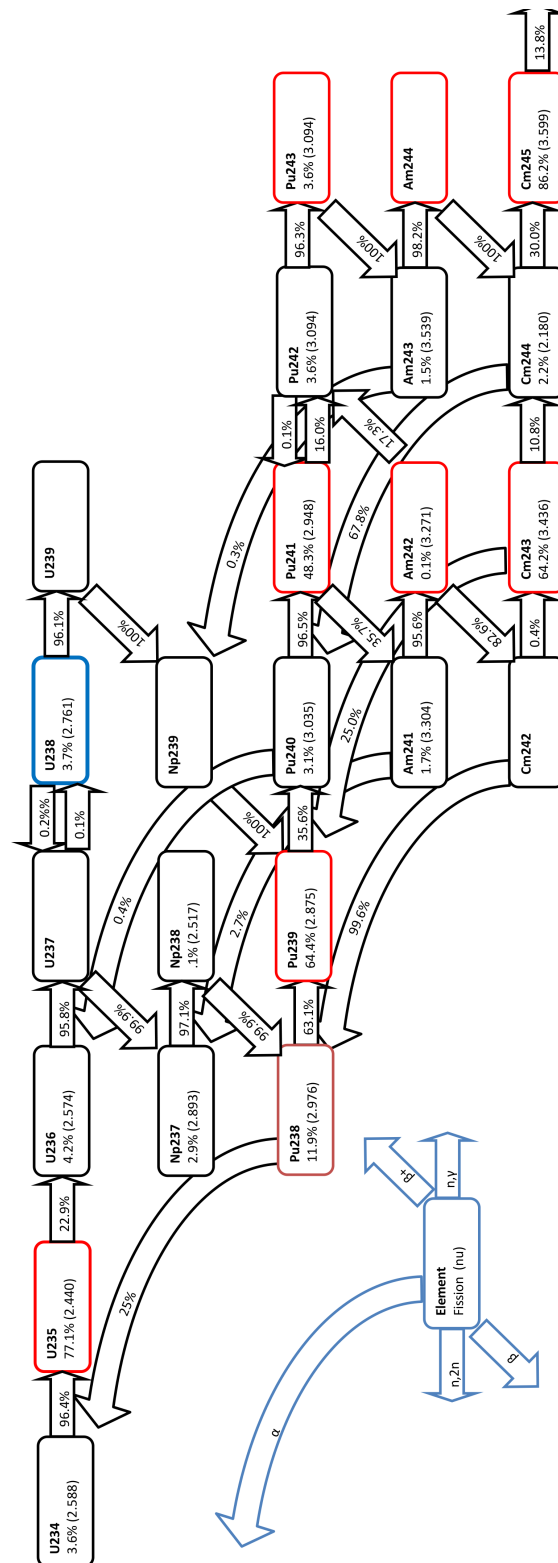 U234
3.6% (2.588)
96.4%
U235
77.1% (2.440)
22.9%
U236
4.2% (2.574)
95.8%
U237
0.2%%
0.1%
U238
3.7% (2.761)
96.1%
U239
99.9%
100%
25%
0.4%
Np237
2.9% (2.893)
97.1%
Np238
.1% (2.517)
Np239
99.9%
2.7%
100%
0.3%
Pu238
11.9% (2.976)
63.1%
Pu239
64.4% (2.875)
35.6%
Pu240
3.1% (3.035)
96.5%
Pu241
48.3% (2.948)
0.1%
16.0%
Pu242
3.6% (3.094)
96.3%
Pu243
3.6% (3.094)
25.0%
35.7%
67.8%
17.3%
100%
Am241
1.7% (3.304)
95.6%
Am242
0.1% (3.271)
Am243
1.5% (3.539)
98.2%
Am244
99.6%
82.6%
100%
Cm242
0.4%
Cm243
64.2% (3.436)
10.8%
Cm244
2.2% (2.180)
30.0%
Cm245
86.2% (3.599)
13.8%
α
β+
Element
Fission (nu)
n,γ
n,2n
β-